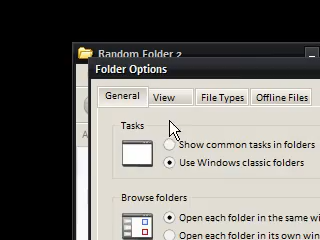 Random Folder 2
Folder Options
General View File Types Offline Files
Tasks
Show common tasks in folders
Use Windows classic folders
Browse folders
Open each folder in the same wi
Open each folder in its own win